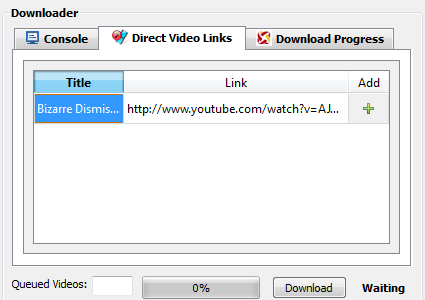 Downloader
Console Direct Video Links Download Progress
Title Link Add
Bizarre Dismis... http://www.youtube.com/watch?v=AJ...
Queued Videos: 0% Download Waiting